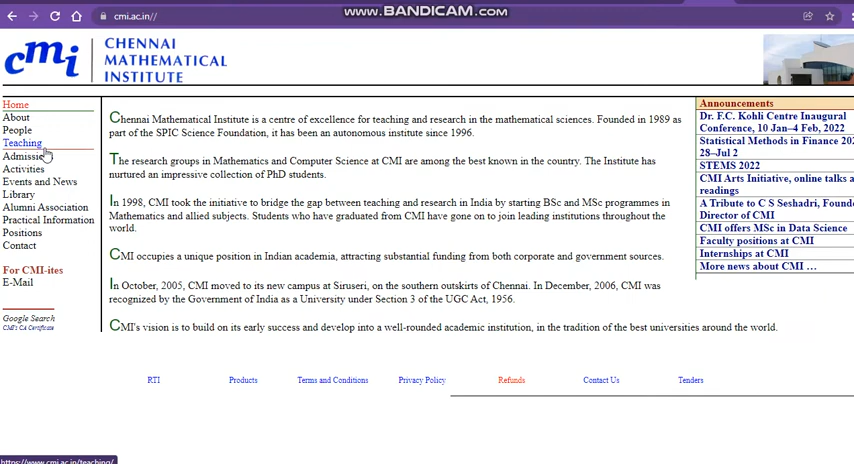 WWW.BANDICAM.COM
cmi.ac.in//
cmi
CHENNAI
MATHEMATICAL
INSTITUTE
Home
About
People
Teaching
Activities
Events and News
Library
Alumni Association
Practical Information
Positions
Contact
For CMI-ites
E-Mail
Google Search
CMI's CA Certificate
Chennai Mathematical Institute is a centre of excellence for teaching and research in the mathematical sciences. Founded in 1989 as
part of the SPIC Science Foundation, it has been an autonomous institute since 1996.
The research groups in Mathematics and Computer Science at CMI are among the best known in the country. The Institute has
nurtured an impressive collection of PhD students.
In 1998, CMI took the initiative to bridge the gap between teaching and research in India by starting BSc and MSc programmes in
Mathematics and allied subjects. Students who have graduated from CMI have gone on to join leading institutions throughout the
world.
CMI occupies a unique position in Indian academia, attracting substantial funding from both corporate and government sources.
In October, 2005, CMI moved to its new campus at Siruseri, on the southern outskirts of Chennai. In December, 2006, CMI was
recognized by the Government of India as a University under Section 3 of the UGC Act, 1956.
CMI's vision is to build on its early success and develop into a well-rounded academic institution, in the tradition of the best universities around the world.
Announcements
Dr. F.C. Kohli Centre Inaugural
Conference, 10 Jan–4 Feb, 2022
Statistical Methods in Finance
28–Jul 2
STEMS 2022
CMI Arts Initiative, online talks
readings
A Tribute to C S Seshadri,
Director of CMI
CMI offers MSc in Data Science
Faculty positions at CMI
Internships at CMI
More news about CMI …
RTI Products Terms and Conditions Privacy Policy Refunds Contact Us Tenders
https://www.cmi.ac.in/teaching/